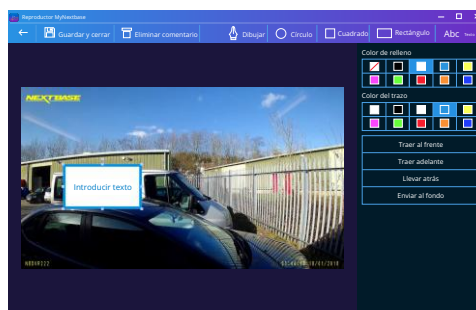 Reproductor MyNextbase
Guardar y cerrar
Eliminar comentario
Dibujar
Círculo
Cuadrado
Rectángulo
Abc Texto
Color de relleno
NEXTBASE
Color del trazo
Traer al frente
Traer adelante
Introducir texto
Llevar atrás
Enviar al fondo